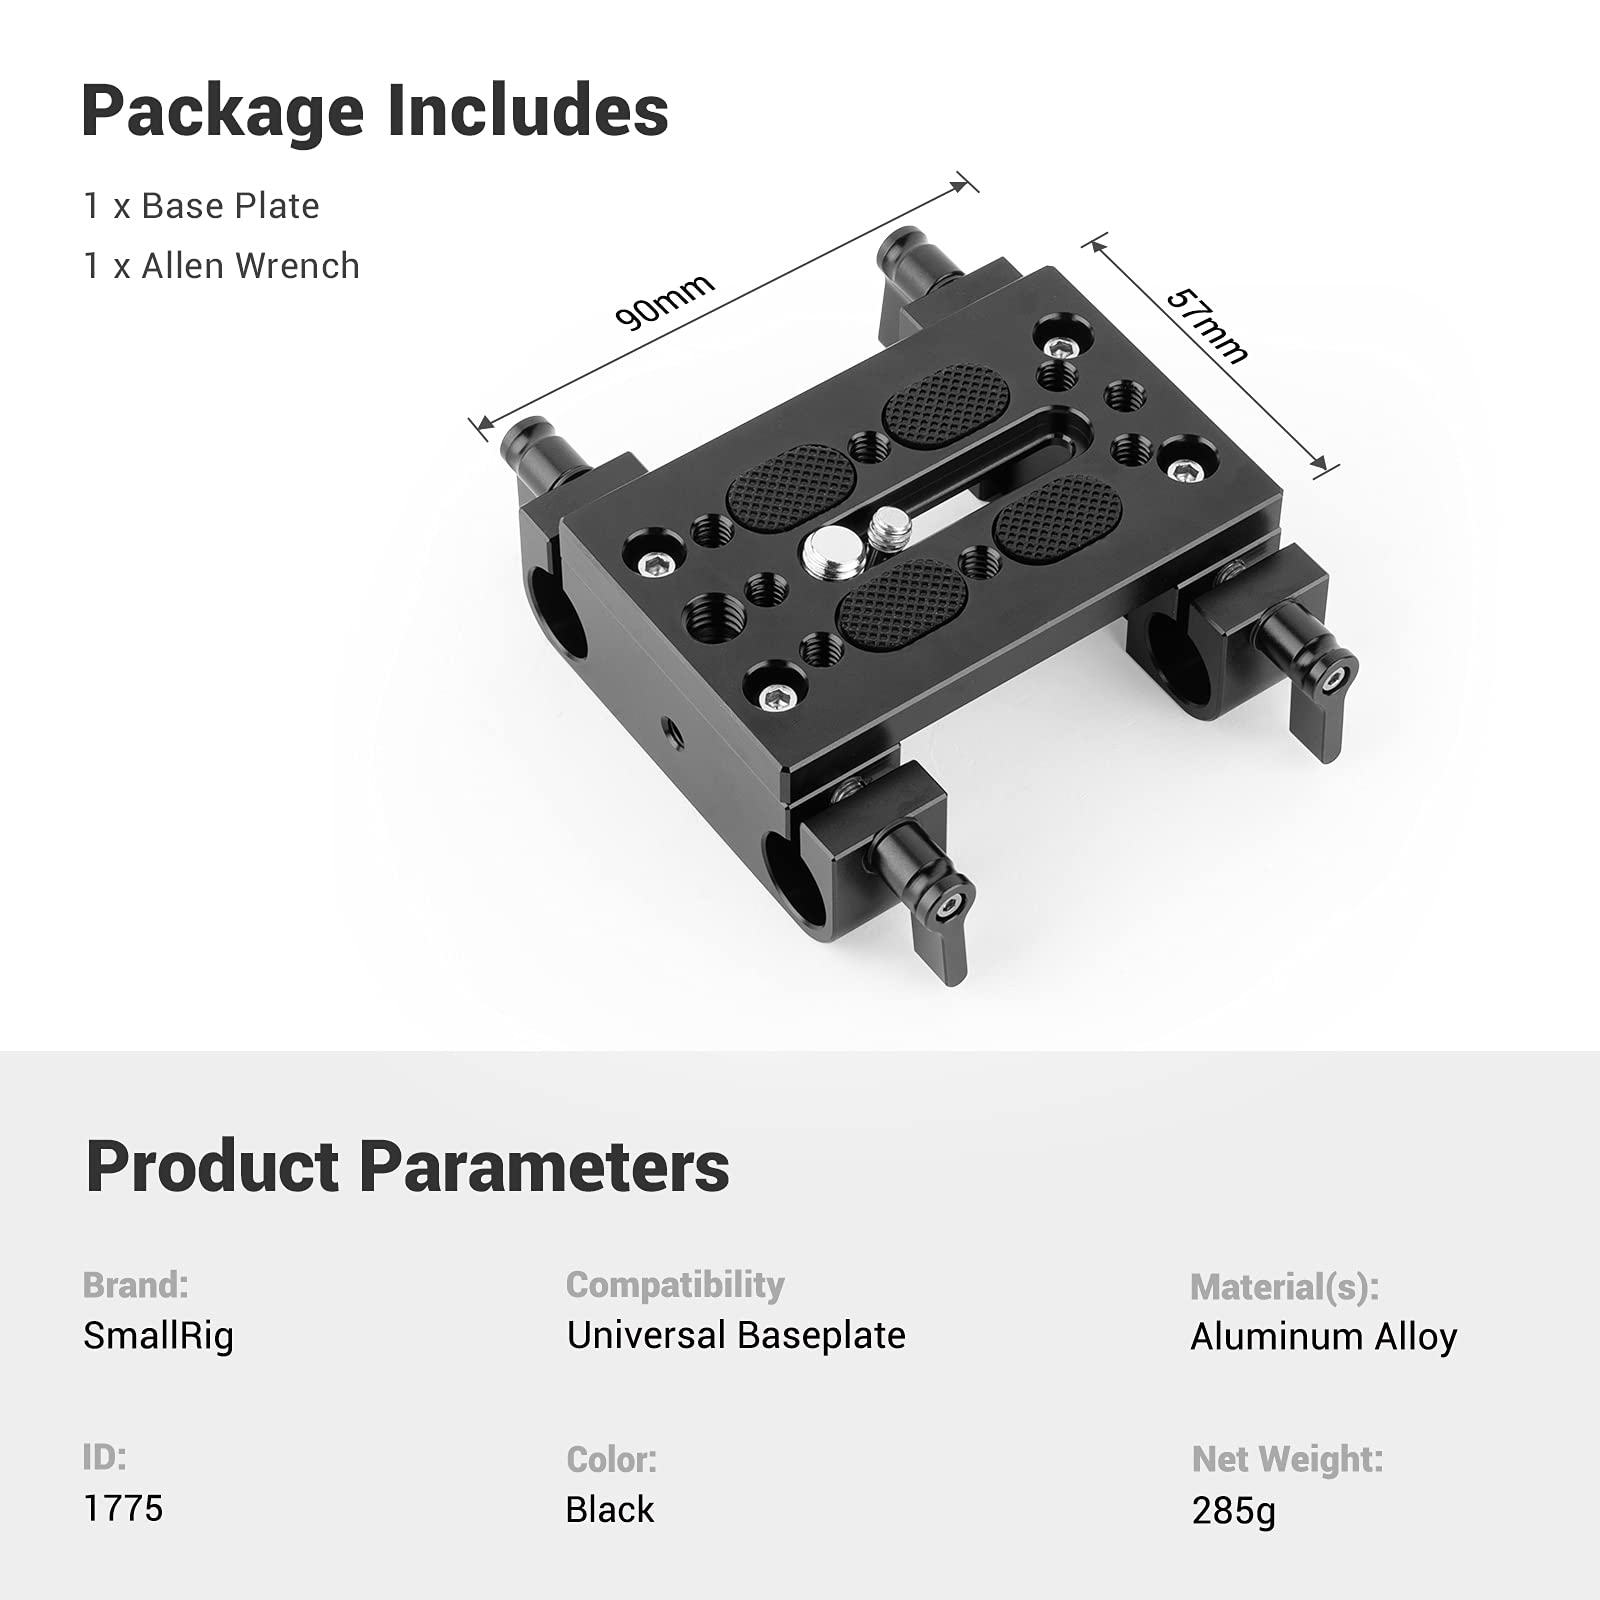 Package Includes
1 x Base Plate
1 x Allen Wrench
90mm
57mm
Product Parameters
Brand:
SmallRig
Compatibility
Universal Baseplate
Material(s):
Aluminum Alloy
ID:
1775
Color:
Black
Net Weight:
285g